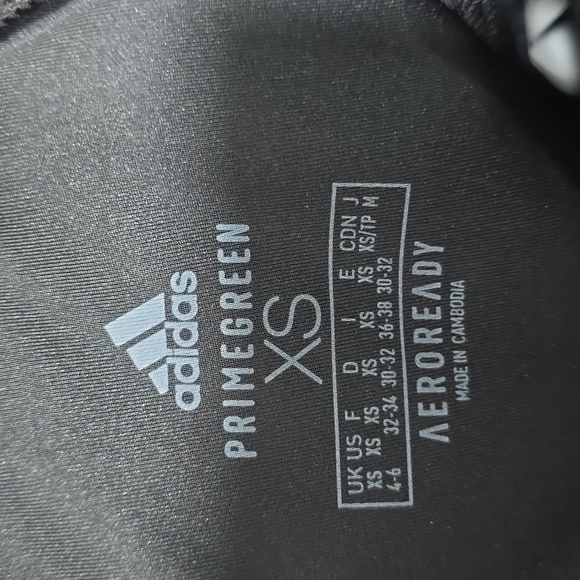 adidas
PRIMEGREEN
XS
UK US F D I E CDN J
XS XS XS XS XS XS XS/TP M
4-6 32-34 30-32 36-38 30-32
AEROREADY
MADE IN CAMBODIA